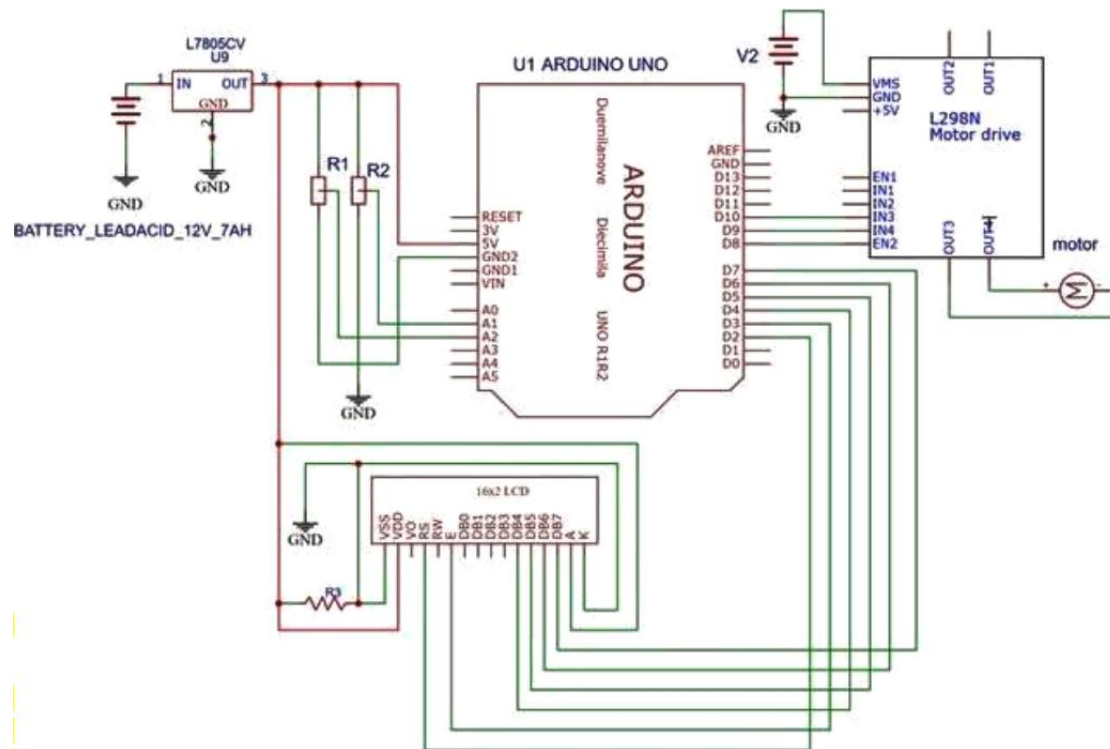 L7805CV
U9
1
IN
OUT
3
GND
2
GND
GND
BATTERY_LEADACID_12V_7AH
R1
R2
GND
U1 ARDUINO UNO
Duemilanove
Diecimila
UNO R1R2
ARDUINO
RESET
3V
5V
GND2
GND1
VIN
A0
A1
A2
A3
A4
A5
AREF
GND
D13
D12
D11
D10
D9
D8
D7
D6
D5
D4
D3
D2
D1
D0
V2
GND
OUT2
OUT1
VMS
GND
+5V
L298N
Motor drive
EN1
IN1
IN2
IN3
IN4
EN2
OUT3
OUT4
motor
+
M
-
16x2 LCD
VSS
VDD
VO
RS
RW
E
DB0
DB1
DB2
DB3
DB4
DB5
DB6
DB7
A
K
GND
R3